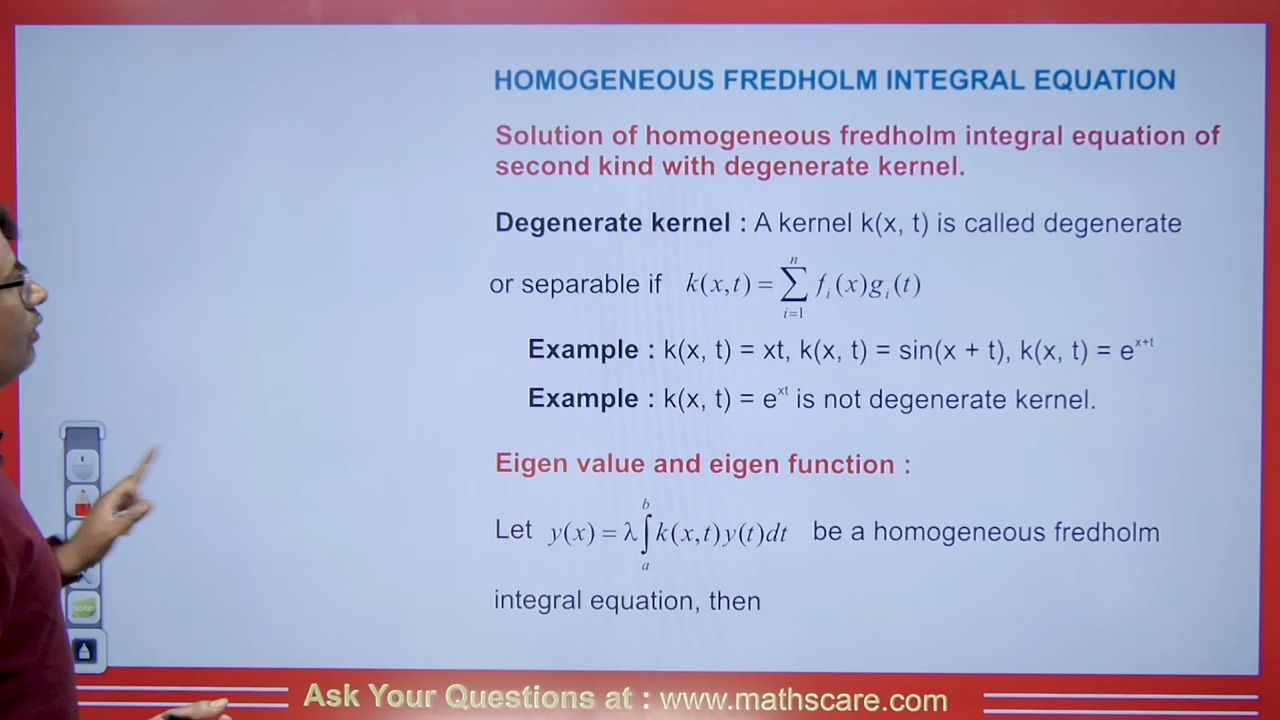 HOMOGENEOUS FREDHOLM INTEGRAL EQUATION
Solution of homogeneous fredholm integral equation of
second kind with degenerate kernel.
Degenerate kernel : A kernel k(x, t) is called degenerate
or separable if k(x,t) = ∑_{i=1}^{n} f_i(x)g_i(t)
Example : k(x, t) = xt, k(x, t) = sin(x + t), k(x, t) = e^{x+t}
Example : k(x, t) = e^{xt} is not degenerate kernel.
Eigen value and eigen function :
Let y(x) = λ∫_a^b k(x,t)y(t)dt be a homogeneous fredholm
integral equation, then
NOTE
Ask Your Questions at : www.mathscare.com